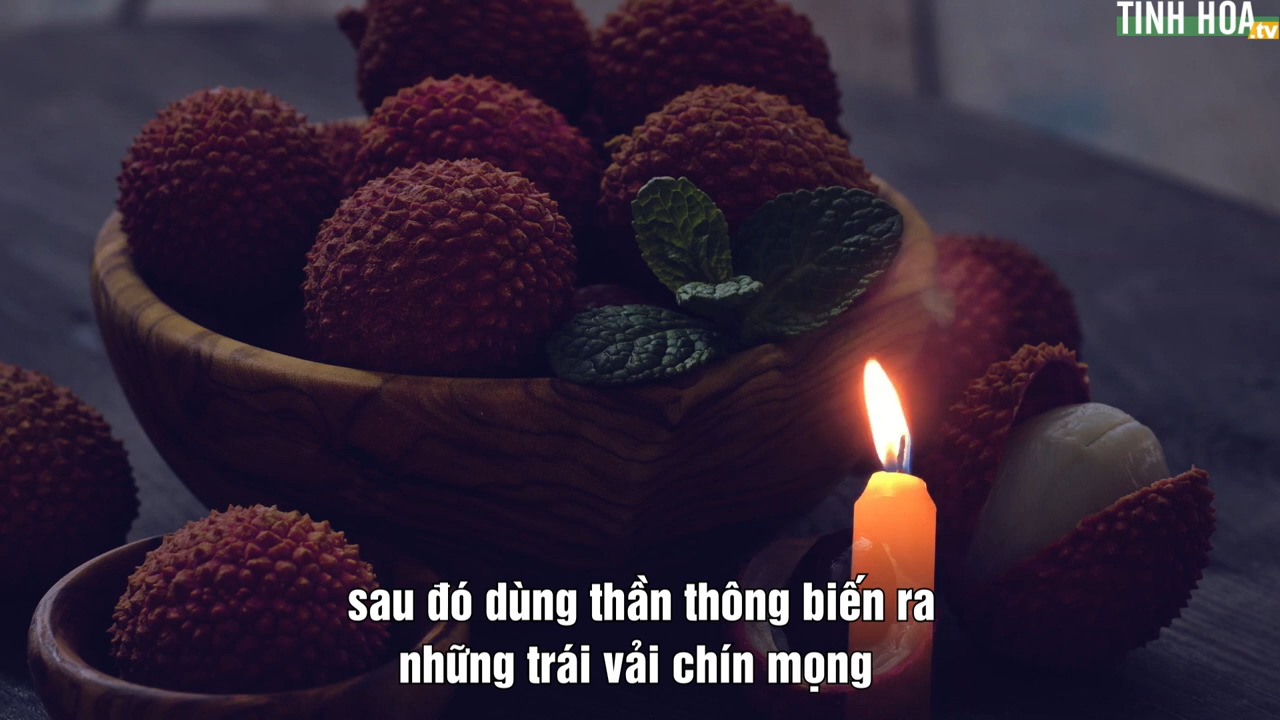 TINH HOA
.tv
sau đó dùng thần thông biến ra
những trái vải chín mọng